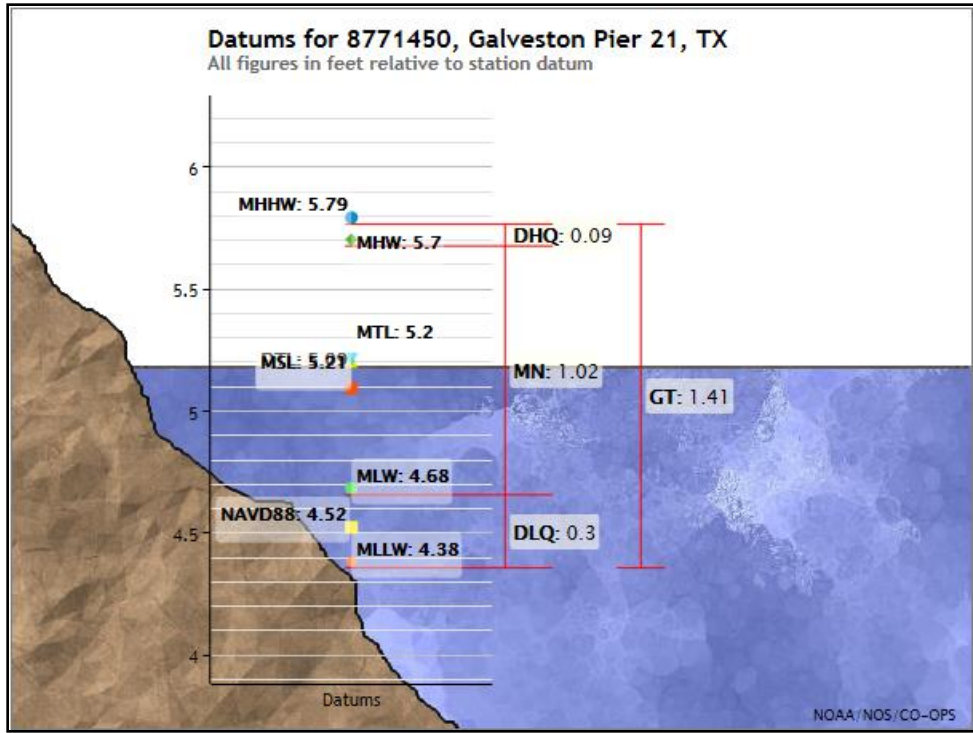 Datums for 8771450, Galveston Pier 21, TX
All figures in feet relative to station datum
6
MHHW: 5.79
DHQ: 0.09
MHW: 5.7
5.5
MTL: 5.2
MSL: 5.21
MN: 1.02
GT: 1.41
5
MLW: 4.68
NAVD88: 4.52
4.5
DLQ: 0.3
MLLW: 4.38
4
Datums
NOAA/NOS/CO-OPS